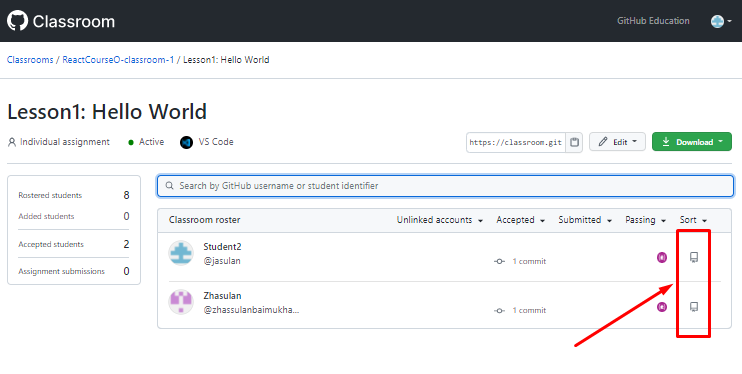 Classroom
GitHub Education
Classrooms / ReactCourseO-classroom-1 / Lesson1: Hello World
Lesson1: Hello World
Individual assignment
Active
VS Code
https://classroom.git
Edit
Download
Rostered students 8
Added students 0
Accepted students 2
Assignment submissions 0
Search by GitHub username or student identifier
Classroom roster Unlinked accounts Accepted Submitted Passing Sort
Student2
@jasulan
1 commit
Zhasulan
@zhassulanbaimukha...
1 commit